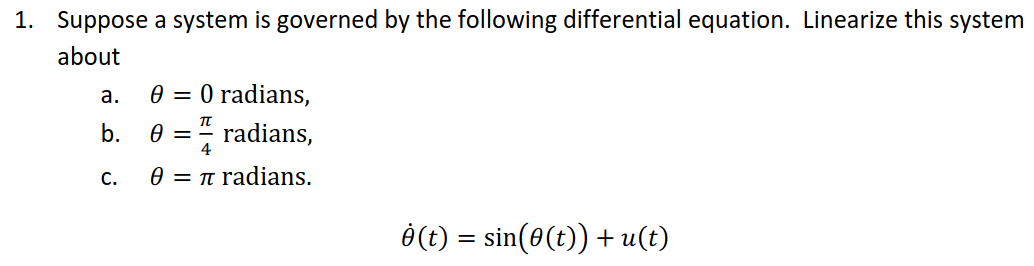 1. Suppose a system is governed by the following differential equation. Linearize this system
about
a. θ = 0 radians,
b. θ = π/4 radians,
c. θ = π radians.
θ̇(t) = sin(θ(t)) + u(t)